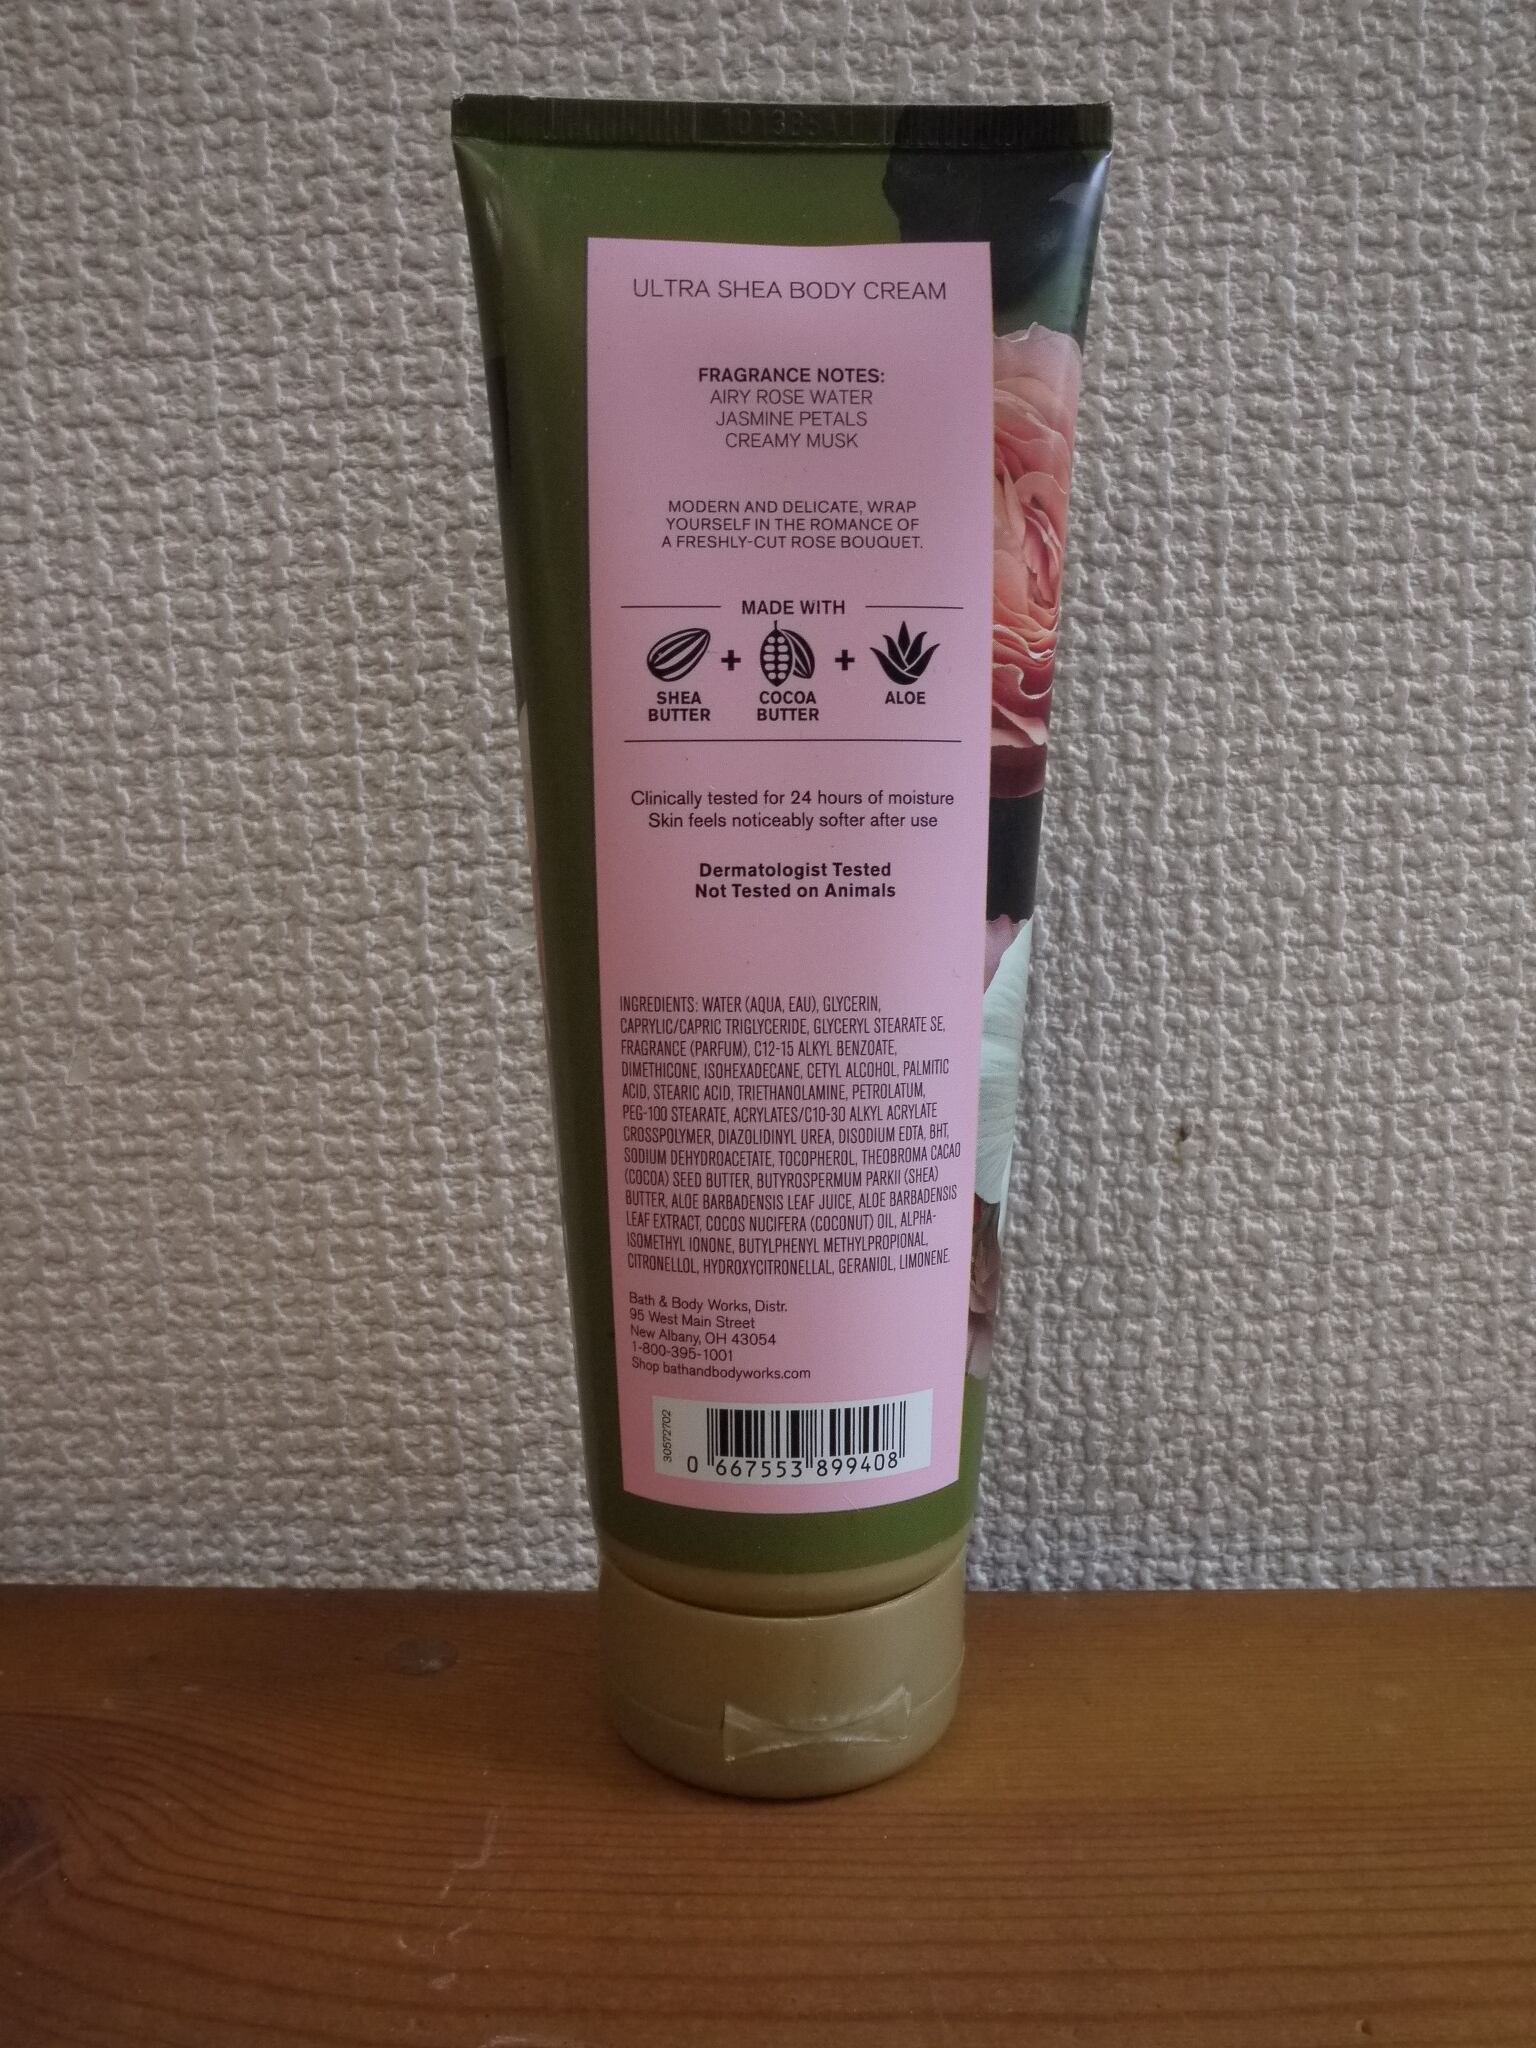 ULTRA SHEA BODY CREAM
FRAGRANCE NOTES:
AIRY ROSE WATER
JASMINE PETALS
CREAMY MUSK
MODERN AND DELICATE, WRAP
YOURSELF IN THE ROMANCE OF
A FRESHLY-CUT ROSE BOUQUET.
MADE WITH
SHEA BUTTER + COCOA BUTTER + ALOE
Clinically tested for 24 hours of moisture
Skin feels noticeably softer after use
Dermatologist Tested
Not Tested on Animals
INGREDIENTS: WATER (AQUA, EAU), GLYCERIN,
CAPRYLIC/CAPRIC TRIGLYCERIDE, GLYCERYL STEARATE SE,
FRAGRANCE (PARFUM), C12-15 ALKYL BENZOATE,
DIMETHICONE, ISOHEXADECANE, CETYL ALCOHOL, PALMITIC
ACID, STEARIC ACID, TRIETHANOLAMINE, PETROLATUM,
PEG-100 STEARATE, ACRYLATES/C10-30 ALKYL ACRYLATE
CROSSPOLYMER, DIAZOLIDINYL UREA, DISODIUM EDTA, BHT,
SODIUM DEHYDROACETATE, TOCOPHEROL, THEOBROMA CACAO
(COCOA) SEED BUTTER, BUTYROSPERMUM PARKII (SHEA)
BUTTER, ALOE BARBADENSIS LEAF JUICE, ALOE BARBADENSIS
LEAF EXTRACT, COCOS NUCIFERA (COCONUT) OIL, ALPHA-
ISOMETHYL IONONE, BUTYLPHENYL METHYLPROPIONAL,
CITRONELLOL, HYDROXYCITRONELLAL, GERANIOL, LIMONENE.
Bath & Body Works, Distr.
95 West Main Street
New Albany, OH 43054
1-800-395-1001
Shop bathandbodyworks.com
30572702
0 667553 899408